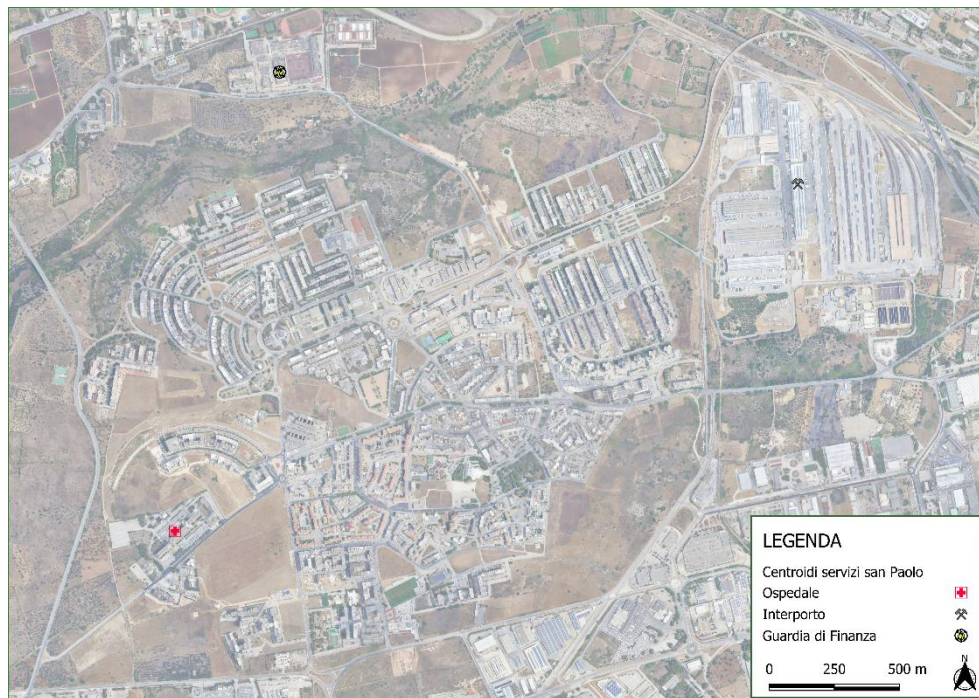 LEGENDA
Centroidi servizi san Paolo
Ospedale
Interporto
Guardia di Finanza
N
0 250 500 m